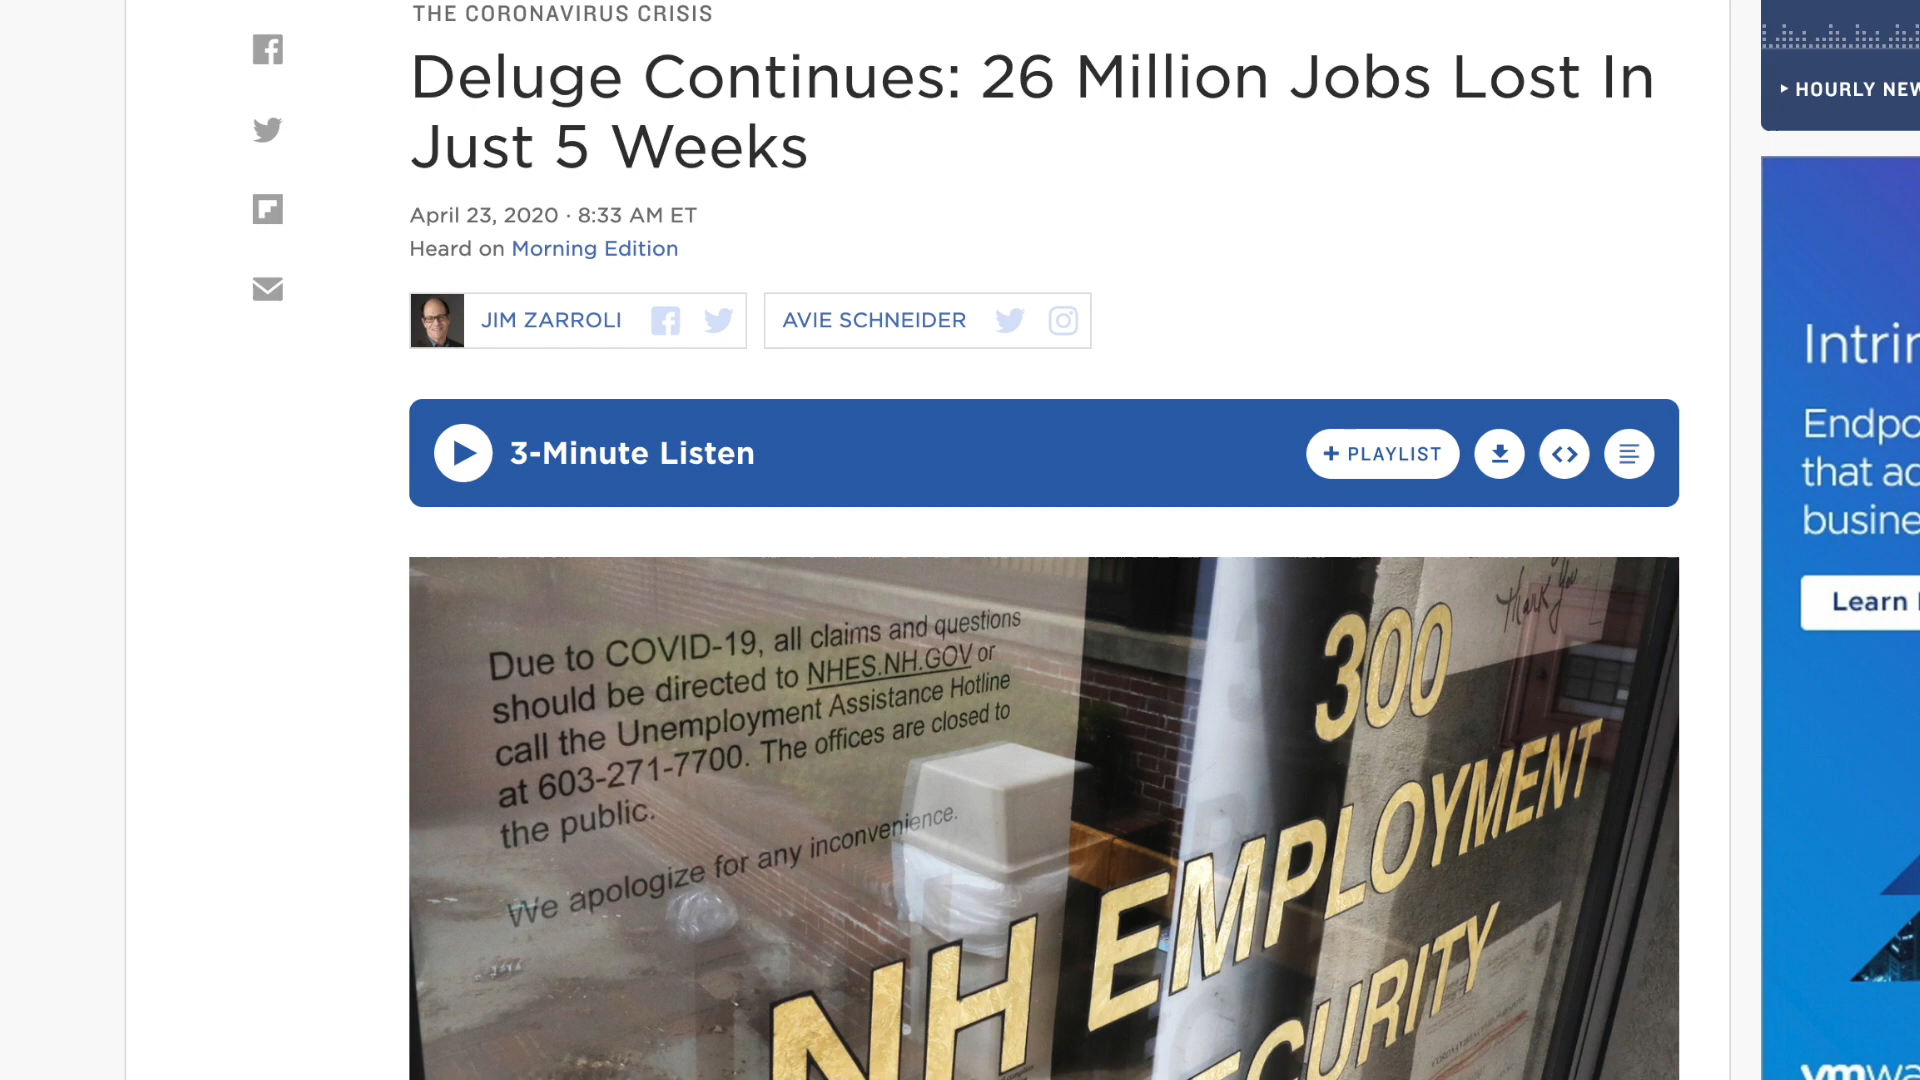 THE CORONAVIRUS CRISIS
Deluge Continues: 26 Million Jobs Lost In
Just 5 Weeks
April 23, 2020 · 8:33 AM ET
Heard on Morning Edition
JIM ZARROLI
AVIE SCHNEIDER
3-Minute Listen
+ PLAYLIST
Due to COVID-19, all claims and questions
should be directed to NHES.NH.GOV or
call the Unemployment Assistance Hotline
at 603-271-7700. The offices are closed to
the public.
We apologize for any inconvenience.
Thank you
300
NH EMPLOYMENT
ECURITY
HOURLY NEW
Intrin
Endpo
that ac
busine
Learn
vmwa